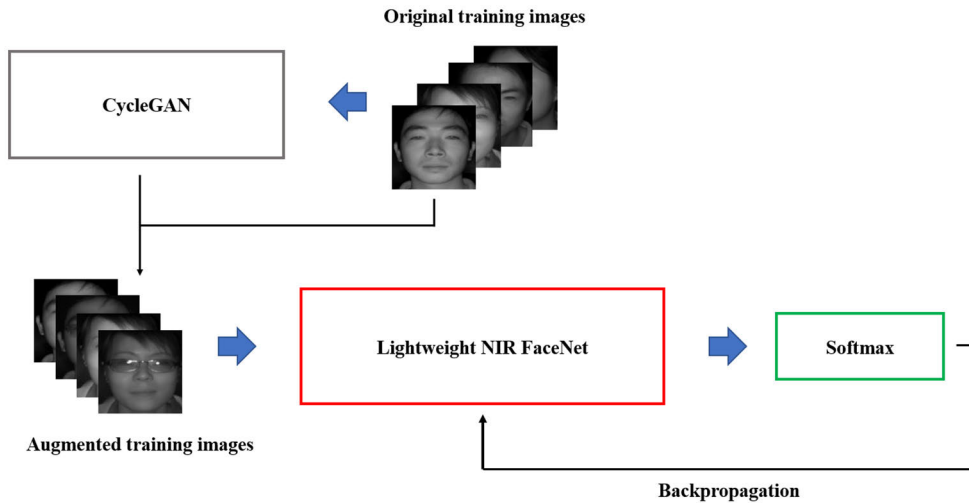 Original training images
CycleGAN
Lightweight NIR FaceNet
Softmax
Augmented training images
Backpropagation